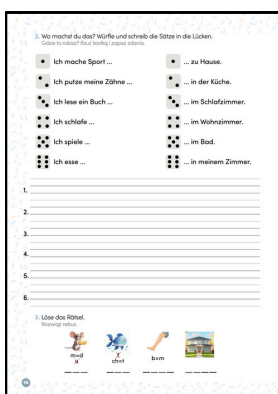 2. Wo machst du das? Würfle und schreib die Sätze in die Lücken.
Gdzie to robisz? Rzuć kostką i zapisz zdania.
Ich mache Sport ... ... zu Hause.
Ich putze meine Zähne ... ... in der Küche.
Ich lese ein Buch ... ... im Schlafzimmer.
Ich schlafe ... ... im Wohnzimmer.
Ich spiele ... ... im Bad.
Ich esse ... ... in meinem Zimmer.
1.
2.
3.
4.
5.
6.
3. Löse das Rätsel.
Rozwiąż rebus.
m=d ch=t b=m